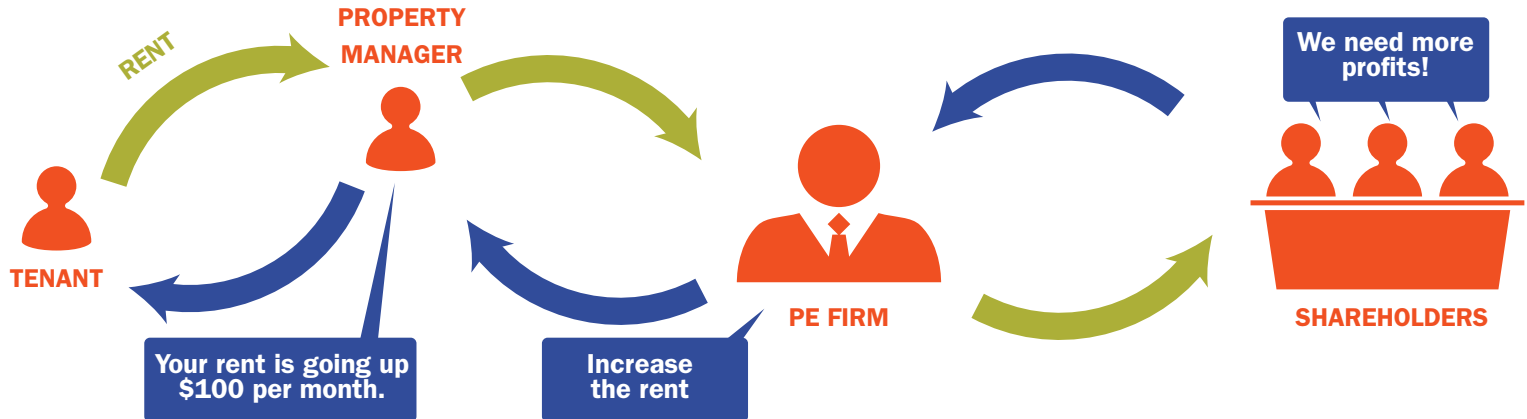 RENT
PROPERTY
MANAGER
We need more
profits!
TENANT
PE FIRM
SHAREHOLDERS
Your rent is going up
$100 per month.
Increase
the rent